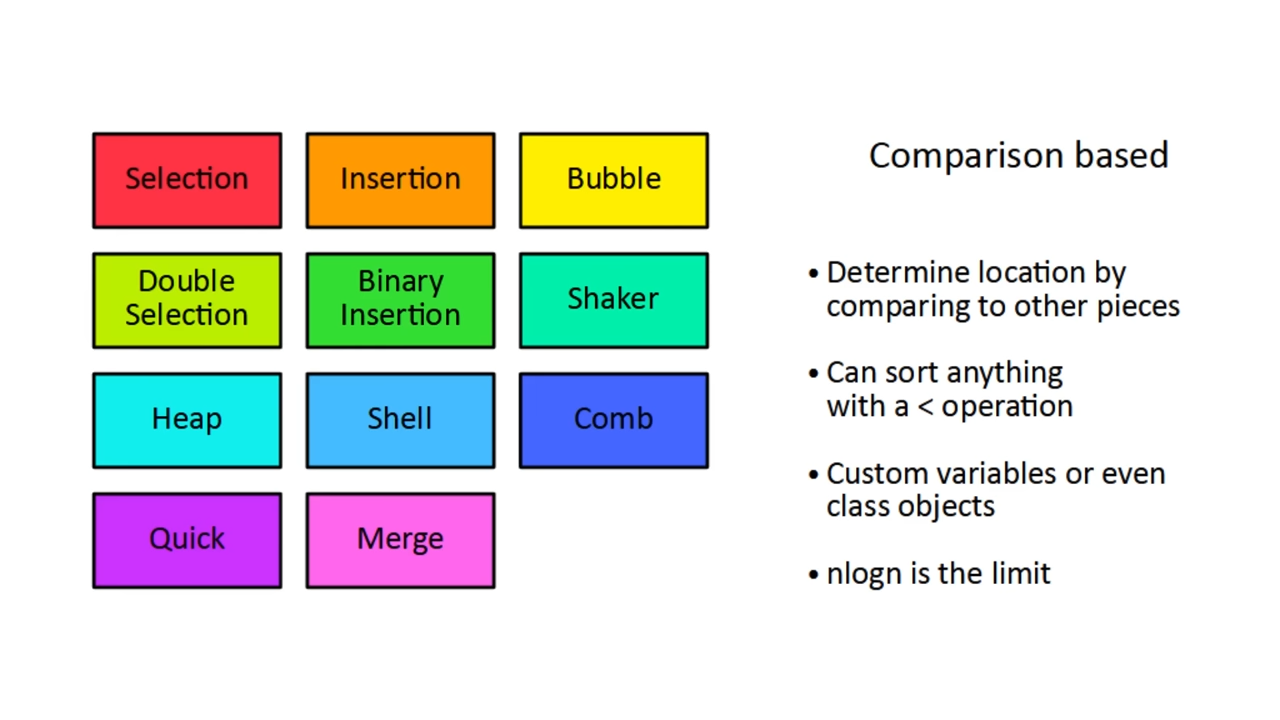 Selection
Insertion
Bubble
Double
Selection
Binary
Insertion
Shaker
Heap
Shell
Comb
Quick
Merge
Comparison based
• Determine location by
comparing to other pieces
• Can sort anything
with a < operation
• Custom variables or even
class objects
• nlogn is the limit